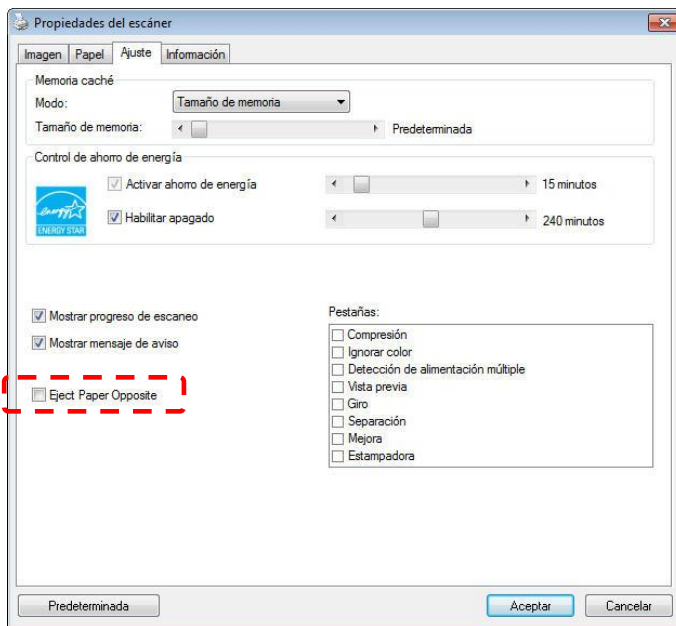 Propiedades del escáner
Imagen Papel Ajuste Información
Memoria caché
Modo: Tamaño de memoria
Tamaño de memoria: Predeterminada
Control de ahorro de energía
Activar ahorro de energía 15 minutos
Habilitar apagado 240 minutos
energy
ENERGY STAR
Mostrar progreso de escaneo
Mostrar mensaje de aviso
Eject Paper Opposite
Pestañas:
Compresión
Ignorar color
Detección de alimentación múltiple
Vista previa
Giro
Separación
Mejora
Estampadora
Predeterminada Aceptar Cancelar